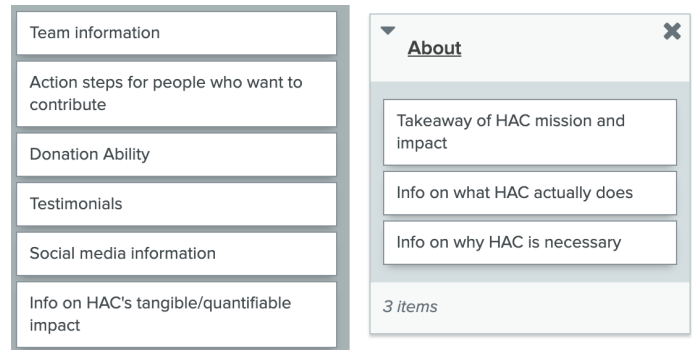 Team information
Action steps for people who want to
contribute
Donation Ability
Testimonials
Social media information
Info on HAC's tangible/quantifiable
impact
About
Takeaway of HAC mission and
impact
Info on what HAC actually does
Info on why HAC is necessary
3 items